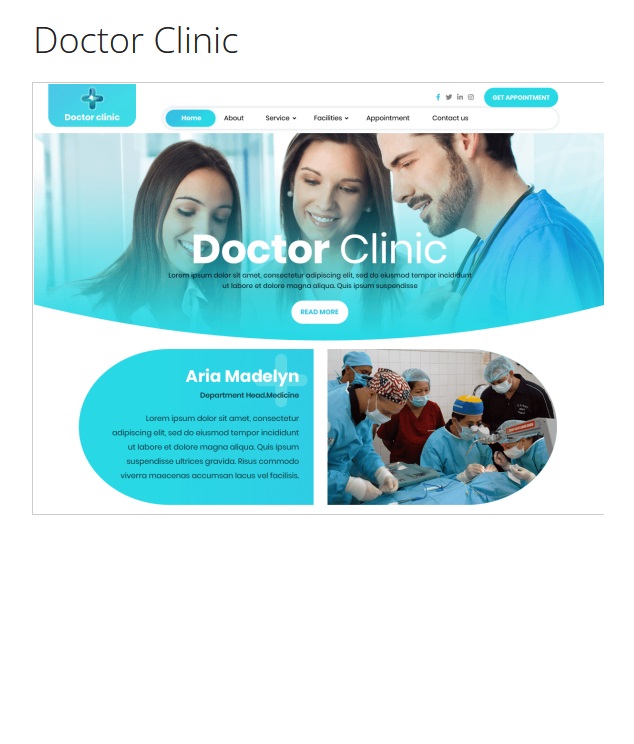 Doctor Clinic
Doctor clinic
GET APPOINTMENT
Home About Service Facilities Appointment Contact us
Doctor Clinic
Lorem ipsum dolor sit amet, consectetur adipiscing elit, sed do eiusmod tempor incididunt
ut labore et dolore magna aliqua. Quis ipsum suspendisse
READ MORE
Aria Madelyn
Department Head,Medicine
Lorem ipsum dolor sit amet, consectetur
adipiscing elit, sed do eiusmod tempor incididunt
ut labore et dolore magna aliqua. Quis ipsum
suspendisse ultrices gravida. Risus commodo
viverra maecenas accumsan lacus vel facilisis.